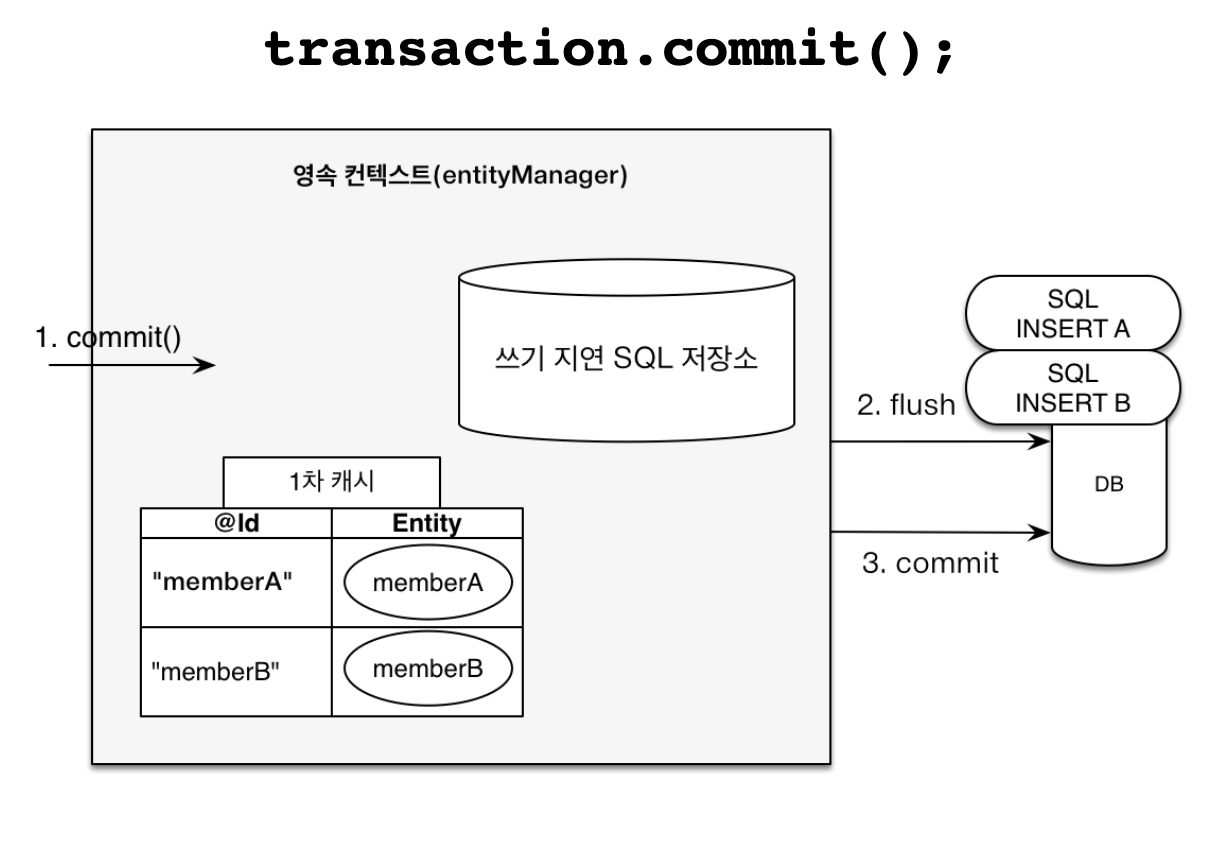 transaction.commit();
영속 컨텍스트(entityManager)
1. commit()
쓰기 지연 SQL 저장소
SQL
INSERT A
SQL
INSERT B
2. flush
DB
3. commit
1차 캐시
@Id Entity
"memberA" memberA
"memberB" memberB